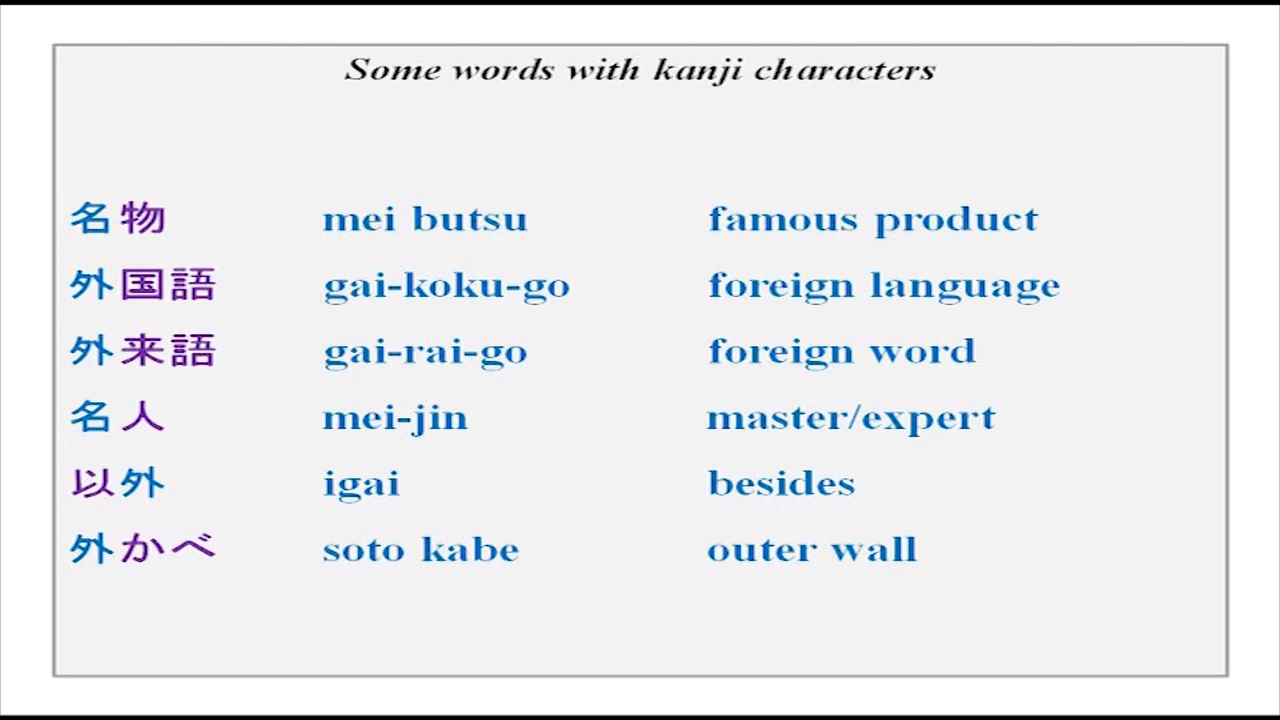 Some words with kanji characters
名物 mei butsu famous product
外国語 gai-koku-go foreign language
外来語 gai-rai-go foreign word
名人 mei-jin master/expert
以外 igai besides
外かべ soto kabe outer wall